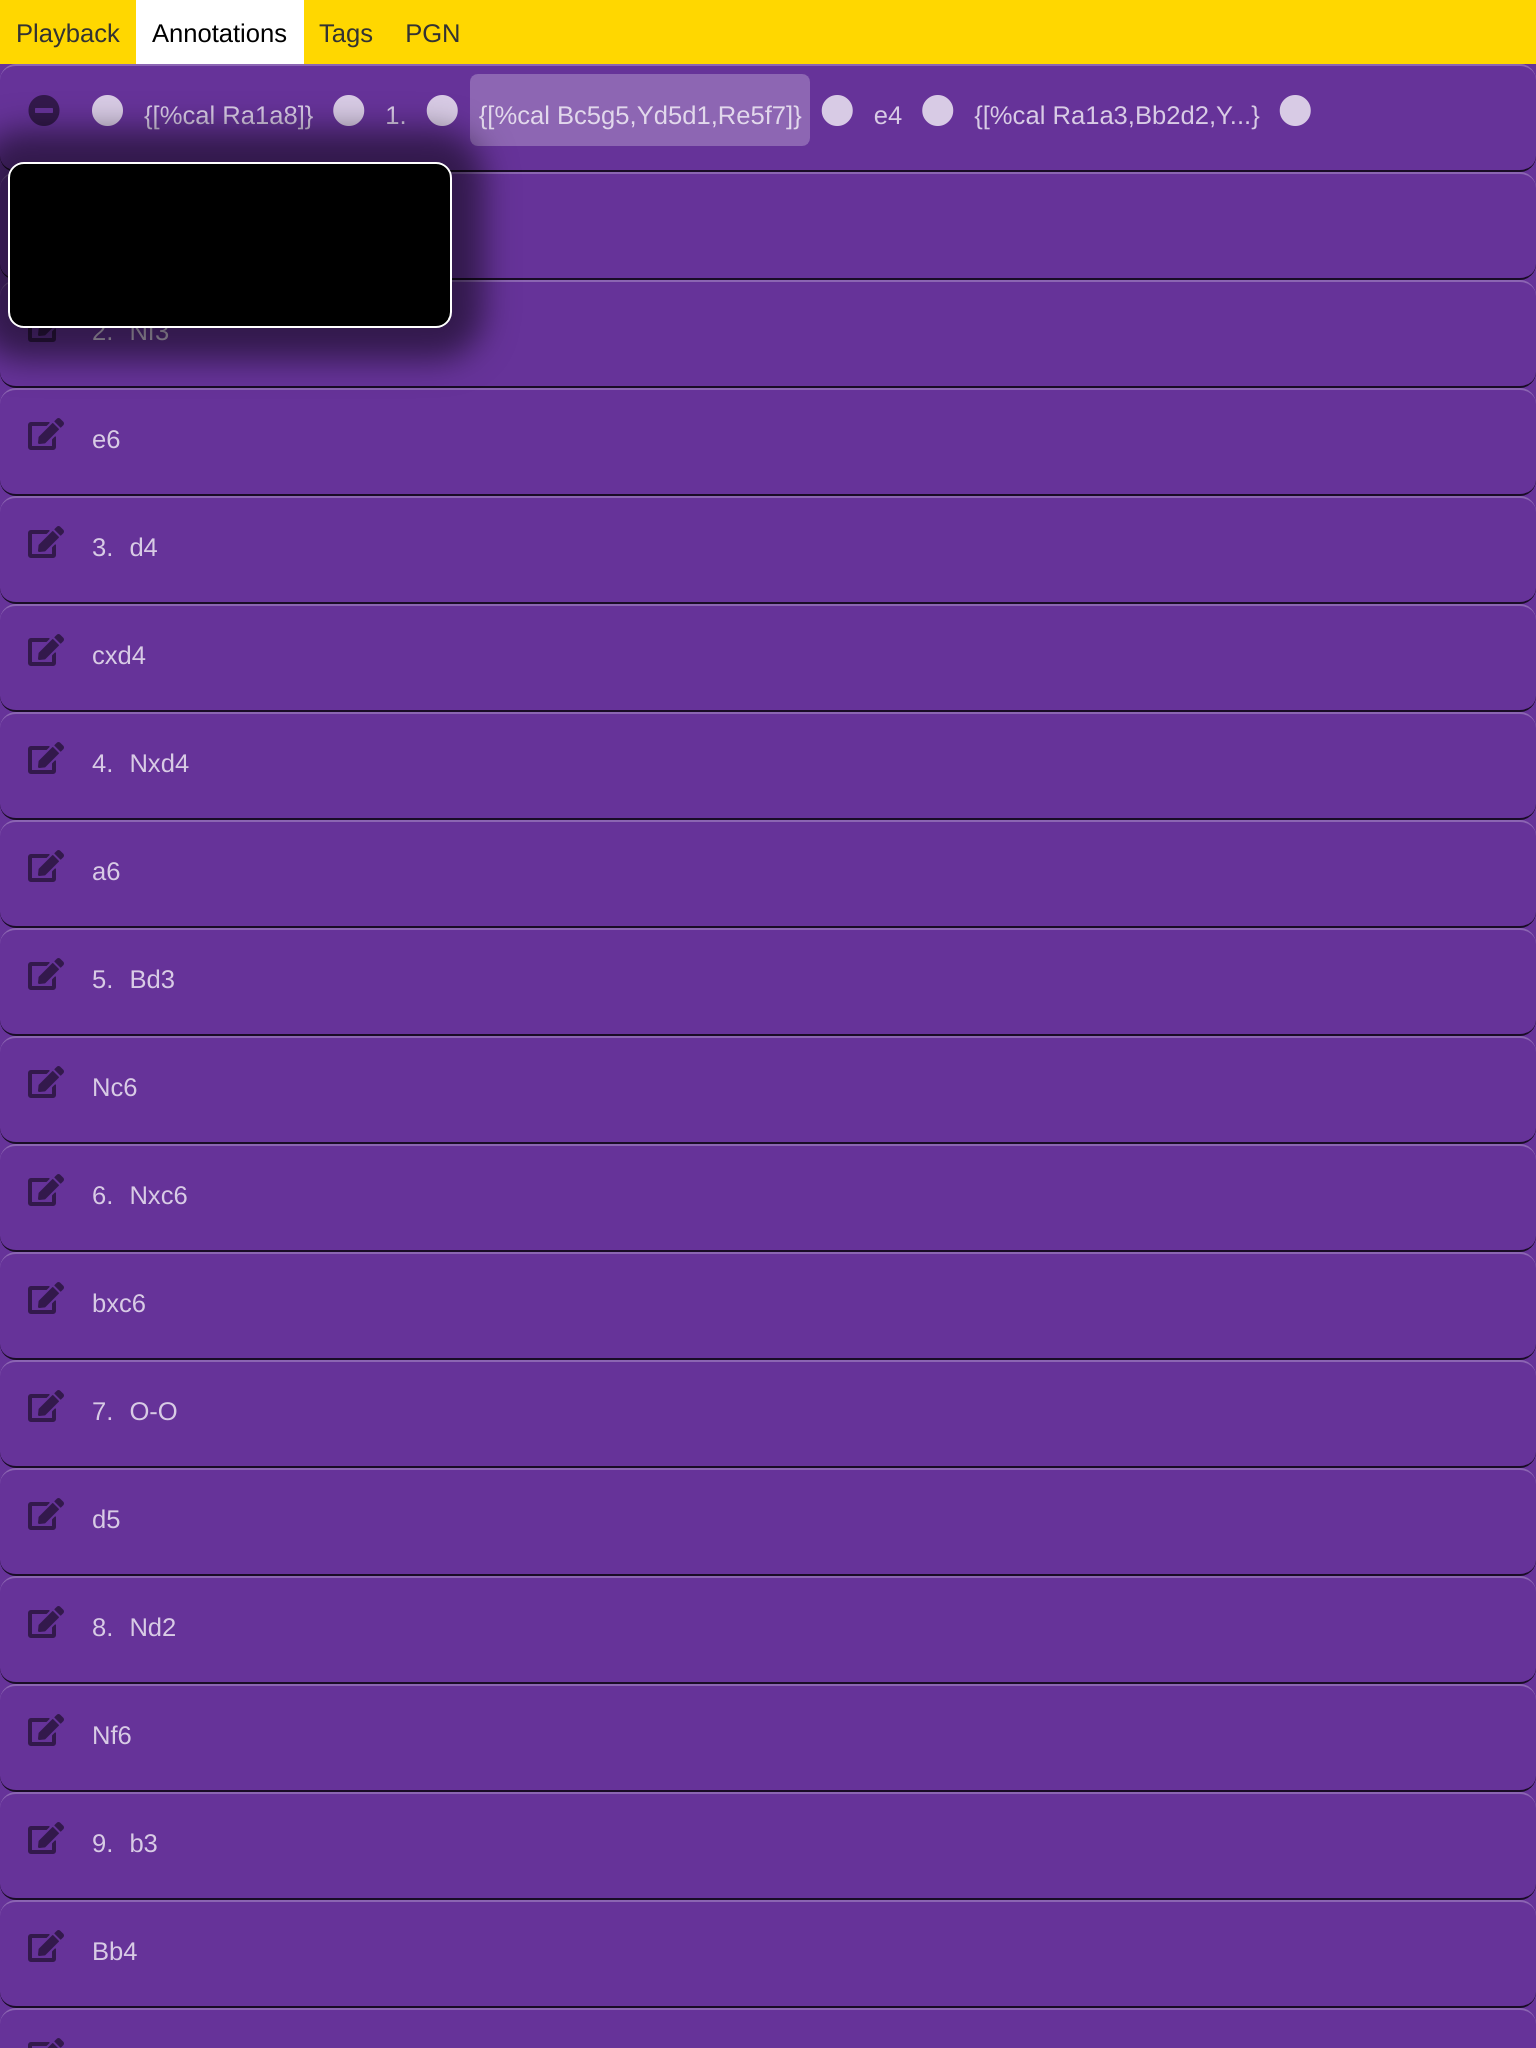 Playback Annotations Tags PGN
{[%cal Ra1a8]} 1. {[%cal Bc5g5,Yd5d1,Re5f7]} e4 {[%cal Ra1a3,Bb2d2,Y...}
2. Nf3
e6
3. d4
cxd4
4. Nxd4
a6
5. Bd3
Nc6
6. Nxc6
bxc6
7. O-O
d5
8. Nd2
Nf6
9. b3
Bb4